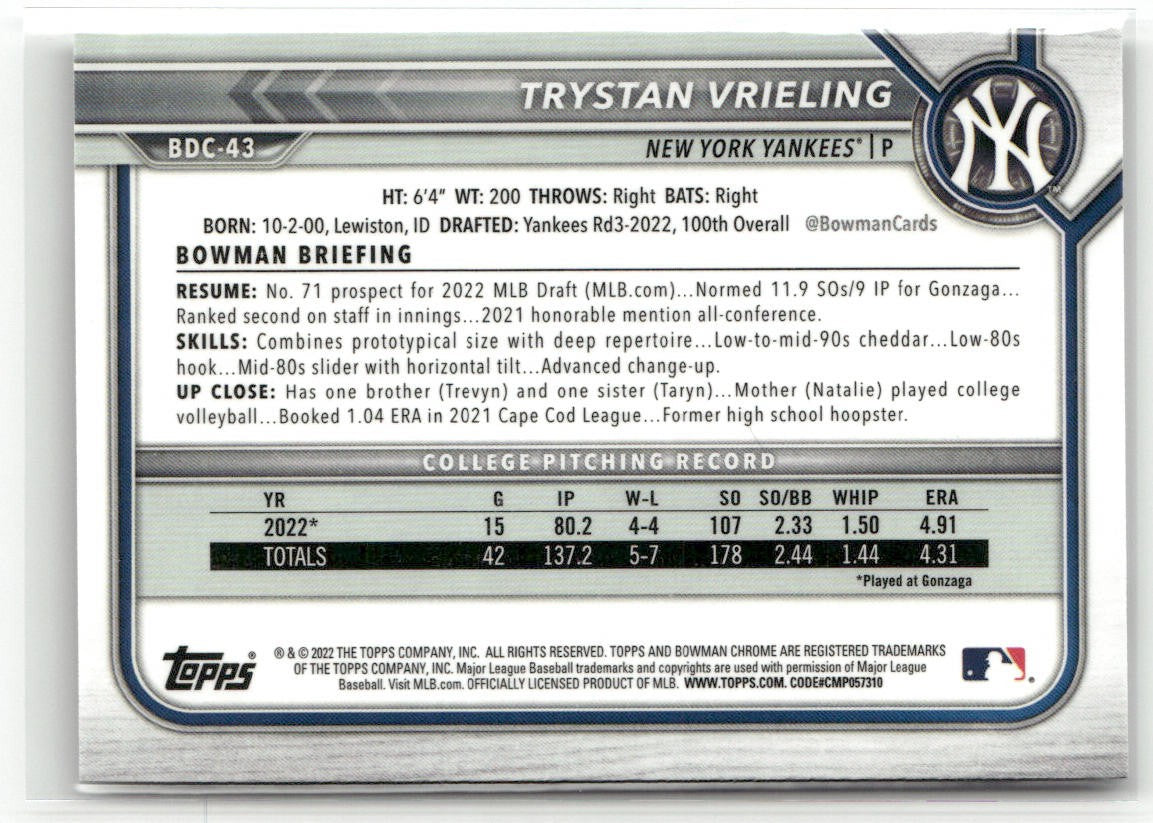 TRYSTAN VRIELING
BDC-43
NEW YORK YANKEES® | P
NY
™
HT: 6'4" WT: 200 THROWS: Right BATS: Right
BORN: 10-2-00, Lewiston, ID DRAFTED: Yankees Rd3-2022, 100th Overall @BowmanCards
BOWMAN BRIEFING
RESUME: No. 71 prospect for 2022 MLB Draft (MLB.com)...Normed 11.9 SOs/9 IP for Gonzaga...
Ranked second on staff in innings...2021 honorable mention all-conference.
SKILLS: Combines prototypical size with deep repertoire...Low-to-mid-90s cheddar...Low-80s
hook...Mid-80s slider with horizontal tilt...Advanced change-up.
UP CLOSE: Has one brother (Trevyn) and one sister (Taryn)...Mother (Natalie) played college
volleyball...Booked 1.04 ERA in 2021 Cape Cod League...Former high school hoopster.
COLLEGE PITCHING RECORD
YR G IP W-L SO SO/BB WHIP ERA
2022* 15 80.2 4-4 107 2.33 1.50 4.91
TOTALS 42 137.2 5-7 178 2.44 1.44 4.31
*Played at Gonzaga
topps®
® & © 2022 THE TOPPS COMPANY, INC. ALL RIGHTS RESERVED. TOPPS AND BOWMAN CHROME ARE REGISTERED TRADEMARKS
OF THE TOPPS COMPANY, INC. Major League Baseball trademarks and copyrights are used with permission of Major League
Baseball. Visit MLB.com. OFFICIALLY LICENSED PRODUCT OF MLB. WWW.TOPPS.COM. CODE#CMP057310
®